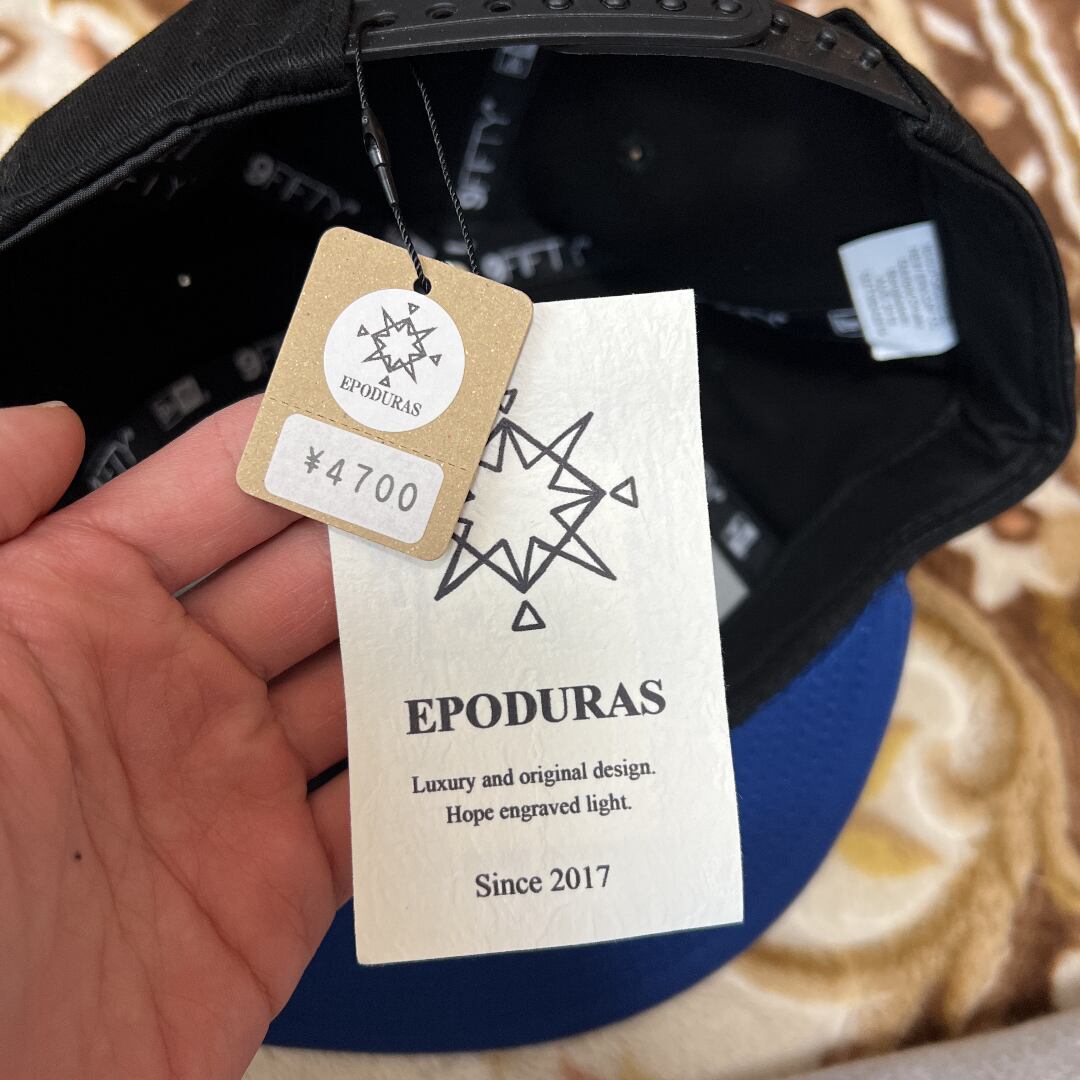 9FIFTY
9FIFTY
9FIFTY
EPODURAS
¥4700
EPODURAS
Luxury and original design.
Hope engraved light.
Since 2017